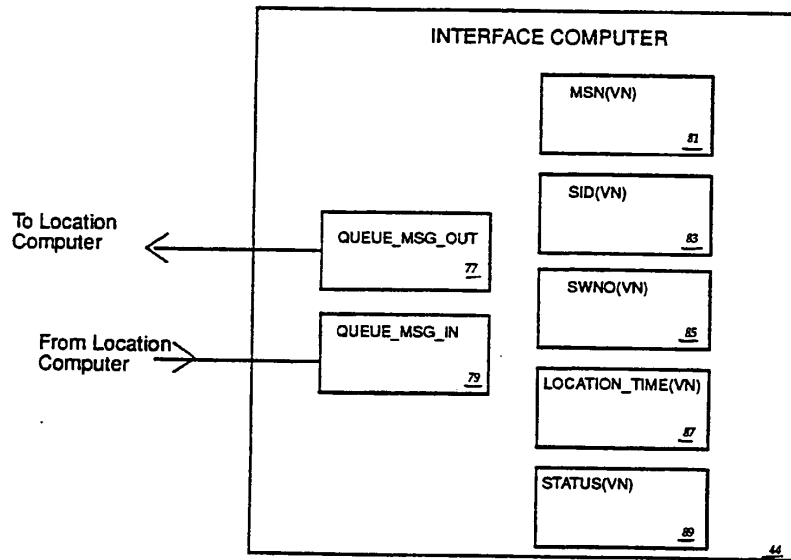 INTERFACE COMPUTER
MSN(VN)
81
SID(VN)
83
To Location
Computer
QUEUE_MSG_OUT
77
SWNO(VN)
85
From Location
Computer
QUEUE_MSG_IN
79
LOCATION_TIME(VN)
87
STATUS(VN)
89
44